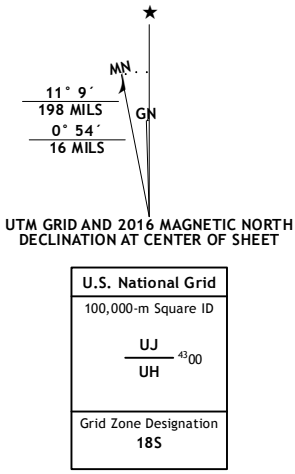 ★
MN
11° 9´
198 MILS
GN
0° 54´
16 MILS
UTM GRID AND 2016 MAGNETIC NORTH
DECLINATION AT CENTER OF SHEET
U.S. National Grid
100,000-m Square ID
UJ
4300
UH
Grid Zone Designation
18S